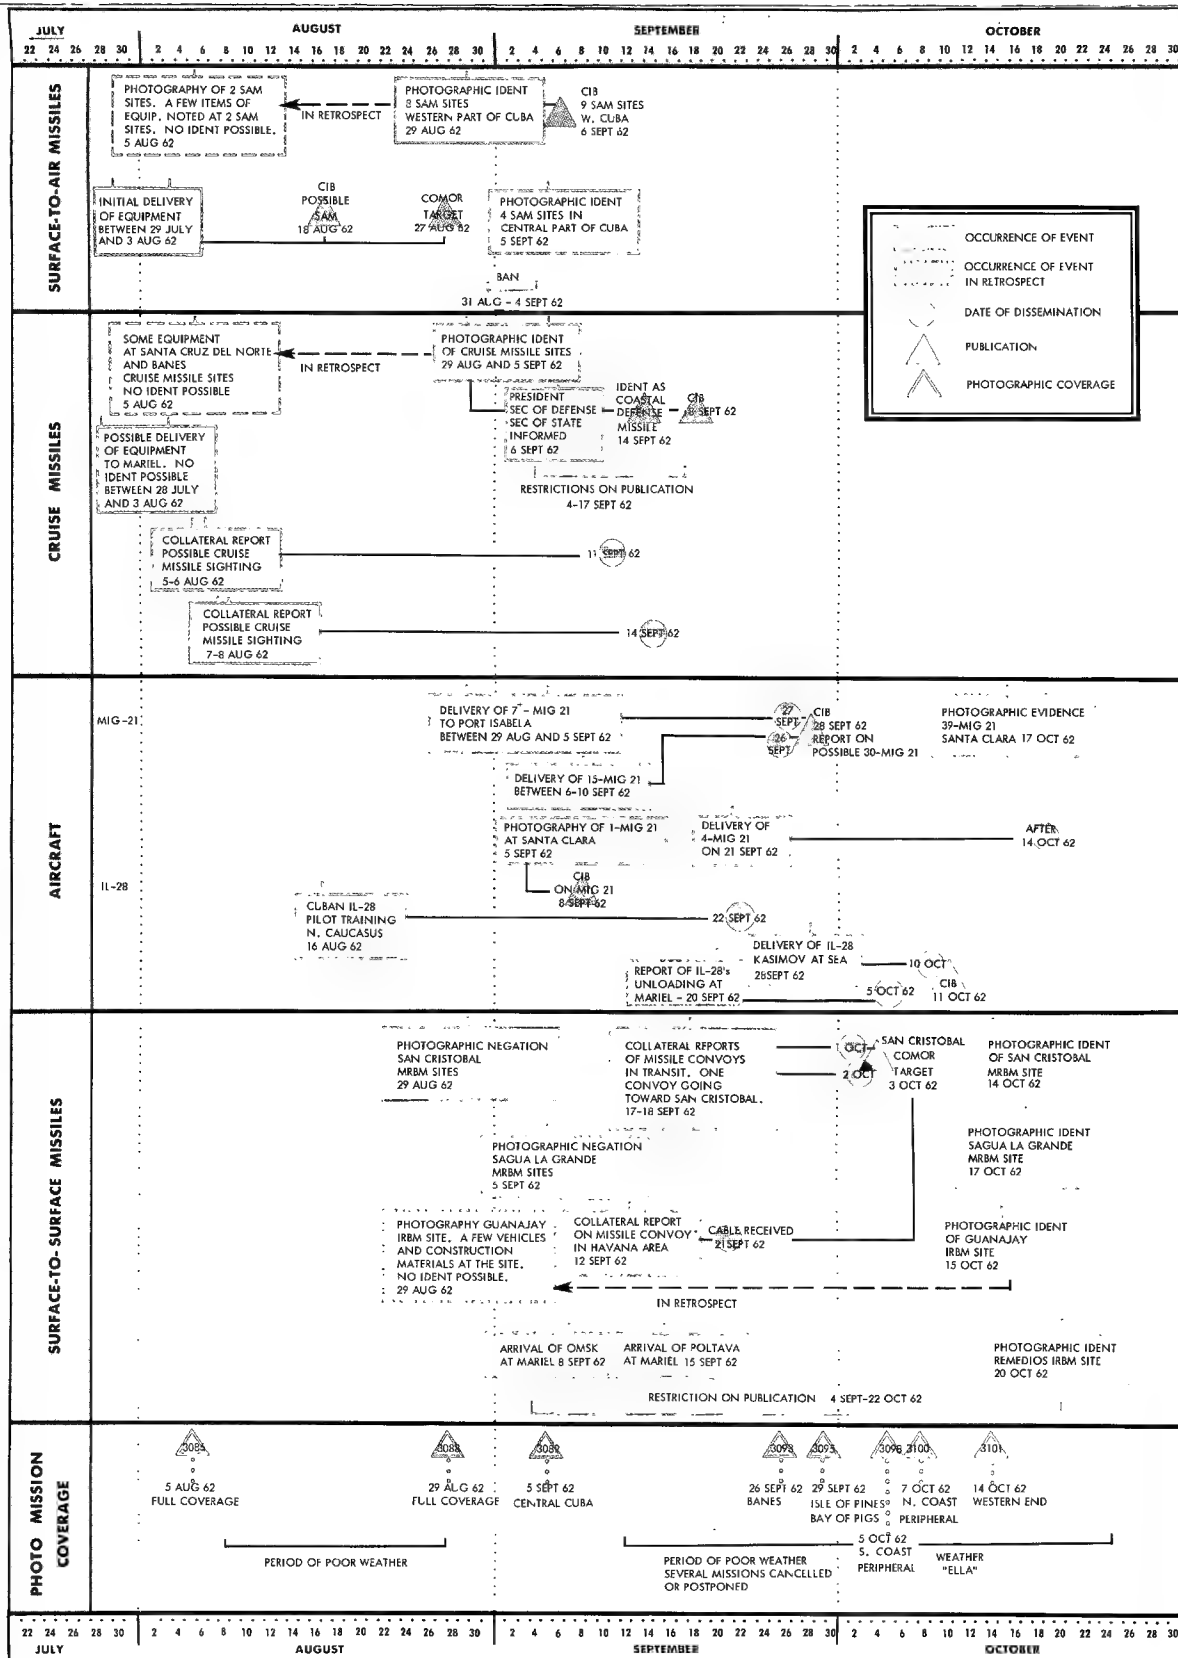 JULY AUGUST SEPTEMBER OCTOBER
22 24 26 28 30 2 4 6 8 10 12 14 16 18 20 22 24 26 28 30 2 4 6 8 10 12 14 16 18 20 22 24 26 28 30 2 4 6 8 10 12 14 16 18 20 22 24 26 28 30
SURFACE-TO-AIR MISSILES
PHOTOGRAPHY OF 2 SAM
SITES. A FEW ITEMS OF
EQUIP. NOTED AT 2 SAM
SITES. NO IDENT POSSIBLE.
5 AUG 62
IN RETROSPECT
PHOTOGRAPHIC IDENT
8 SAM SITES
WESTERN PART OF CUBA
29 AUG 62
CIB
9 SAM SITES
W. CUBA
6 SEPT 62
INITIAL DELIVERY
OF EQUIPMENT
BETWEEN 29 JULY
AND 3 AUG 62
CIB
POSSIBLE
SAM
18 AUG 62
COMOR
TARGET
27 AUG 62
PHOTOGRAPHIC IDENT
4 SAM SITES IN
CENTRAL PART OF CUBA
5 SEPT 62
BAN
31 AUG - 4 SEPT 62
OCCURRENCE OF EVENT
OCCURRENCE OF EVENT
IN RETROSPECT
DATE OF DISSEMINATION
PUBLICATION
PHOTOGRAPHIC COVERAGE
CRUISE MISSILES
SOME EQUIPMENT
AT SANTA CRUZ DEL NORTE
AND BANES
CRUISE MISSILE SITES
NO IDENT POSSIBLE
5 AUG 62
IN RETROSPECT
PHOTOGRAPHIC IDENT
OF CRUISE MISSILE SITES
29 AUG AND 5 SEPT 62
PRESIDENT
SEC OF DEFENSE
SEC OF STATE
INFORMED
6 SEPT 62
IDENT AS
COASTAL
DEFENSE
MISSILE
14 SEPT 62
CIB
SEPT 62
RESTRICTIONS ON PUBLICATION
4-17 SEPT 62
POSSIBLE DELIVERY
OF EQUIPMENT
TO MARIEL. NO
IDENT POSSIBLE
BETWEEN 28 JULY
AND 3 AUG 62
COLLATERAL REPORT
POSSIBLE CRUISE
MISSILE SIGHTING
5-6 AUG 62
11 SEPT 62
COLLATERAL REPORT
POSSIBLE CRUISE
MISSILE SIGHTING
7-8 AUG 62
14 SEPT 62
AIRCRAFT
MIG-21
DELIVERY OF 7 - MIG 21
TO PORT ISABELA
BETWEEN 29 AUG AND 5 SEPT 62
27
SEPT
26
SEPT
CIB
28 SEPT 62
REPORT ON
POSSIBLE 30-MIG 21
PHOTOGRAPHIC EVIDENCE
39-MIG 21
SANTA CLARA 17 OCT 62
DELIVERY OF 15-MIG 21
BETWEEN 6-10 SEPT 62
PHOTOGRAPHY OF 1-MIG 21
AT SANTA CLARA
5 SEPT 62
DELIVERY OF
4-MIG 21
ON 21 SEPT 62
AFTER
14 OCT 62
CIB
ON MIG 21
8 SEPT 62
IL-28
CUBAN IL-28
PILOT TRAINING
N. CAUCASUS
16 AUG 62
22 SEPT 62
DELIVERY OF IL-28
KASIMOV AT SEA
28SEPT 62
10 OCT
REPORT OF IL-28's
UNLOADING AT
MARIEL - 20 SEPT 62
5 OCT 62
CIB
11 OCT 62
SURFACE-TO-SURFACE MISSILES
PHOTOGRAPHIC NEGATION
SAN CRISTOBAL
MRBM SITES
29 AUG 62
COLLATERAL REPORTS
OF MISSILE CONVOYS
IN TRANSIT. ONE
CONVOY GOING
TOWARD SAN CRISTOBAL.
17-18 SEPT 62
1 OCT
2 OCT
SAN CRISTOBAL
COMOR
TARGET
3 OCT 62
PHOTOGRAPHIC IDENT
OF SAN CRISTOBAL
MRBM SITE
14 OCT 62
PHOTOGRAPHIC NEGATION
SAGUA LA GRANDE
MRBM SITES
5 SEPT 62
PHOTOGRAPHIC IDENT
SAGUA LA GRANDE
MRBM SITE
17 OCT 62
PHOTOGRAPHY GUANAJAY
IRBM SITE. A FEW VEHICLES
AND CONSTRUCTION
MATERIALS AT THE SITE.
NO IDENT POSSIBLE.
29 AUG 62
COLLATERAL REPORT
ON MISSILE CONVOY
IN HAVANA AREA
12 SEPT 62
CABLE RECEIVED
21 SEPT 62
PHOTOGRAPHIC IDENT
OF GUANAJAY
IRBM SITE
15 OCT 62
IN RETROSPECT
ARRIVAL OF OMSK
AT MARIEL 8 SEPT 62
ARRIVAL OF POLTAVA
AT MARIEL 15 SEPT 62
PHOTOGRAPHIC IDENT
REMEDIOS IRBM SITE
20 OCT 62
RESTRICTION ON PUBLICATION 4 SEPT-22 OCT 62
PHOTO MISSION
COVERAGE
3085 3088 3089 3093 3095 3098 3100 3101
5 AUG 62
FULL COVERAGE
29 AUG 62
FULL COVERAGE
5 SEPT 62
CENTRAL CUBA
26 SEPT 62
BANES
29 SEPT 62
ISLE OF PINES
BAY OF PIGS
7 OCT 62
N. COAST
PERIPHERAL
14 OCT 62
WESTERN END
5 OCT 62
S. COAST
PERIPHERAL
PERIOD OF POOR WEATHER
PERIOD OF POOR WEATHER
SEVERAL MISSIONS CANCELLED
OR POSTPONED
WEATHER
"ELLA"
22 24 26 28 30 2 4 6 8 10 12 14 16 18 20 22 24 26 28 30 2 4 6 8 10 12 14 16 18 20 22 24 26 28 30 2 4 6 8 10 12 14 16 18 20 22 24 26 28 30
JULY AUGUST SEPTEMBER OCTOBER